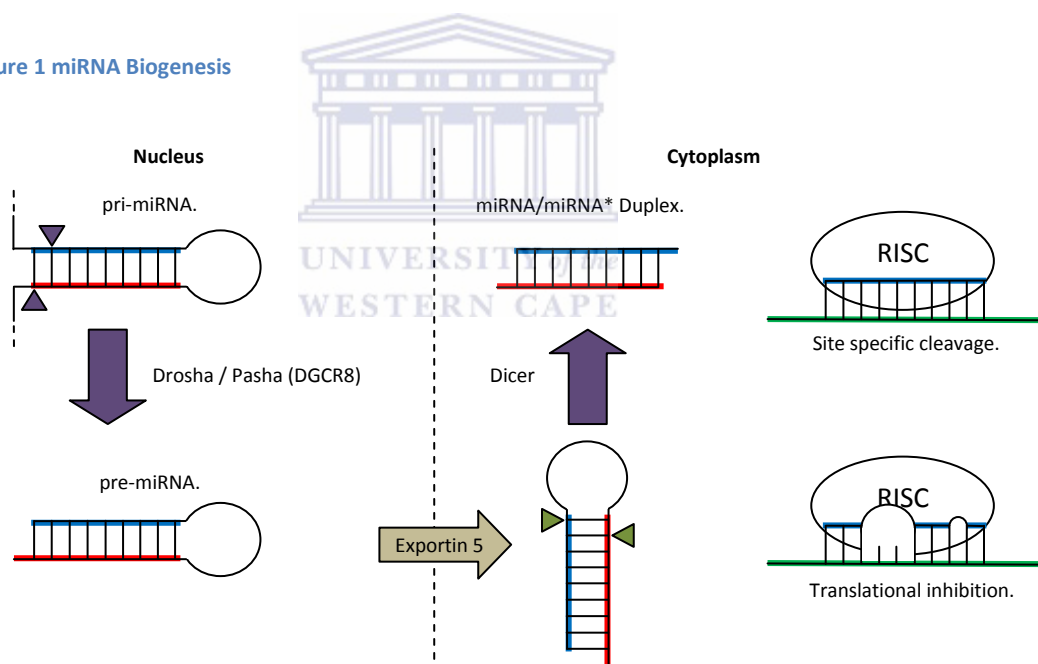 ure 1 miRNA Biogenesis
Nucleus
Cytoplasm
pri-miRNA.
miRNA/miRNA* Duplex.
RISC
UNIVERSITY of the
WESTERN CAPE
Site specific cleavage.
Drosha / Pasha (DGCR8)
Dicer
pre-miRNA.
RISC
Exportin 5
Translational inhibition.